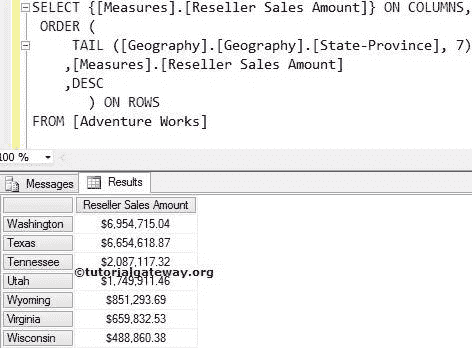 SELECT {[Measures].[Reseller Sales Amount]} ON COLUMNS,
ORDER (
TAIL ([Geography].[Geography].[State-Province], 7)
,[Measures].[Reseller Sales Amount]
,DESC
) ON ROWS
FROM [Adventure Works]
100 %
Messages Results
Reseller Sales Amount
Washington $6,954,715.04
Texas $6,654,618.87
Tennessee $2,087,117.32
©tutorialgateway.org
Utah $1,749,911.46
Wyoming $851,293.69
Virginia $659,832.53
Wisconsin $488,860.38